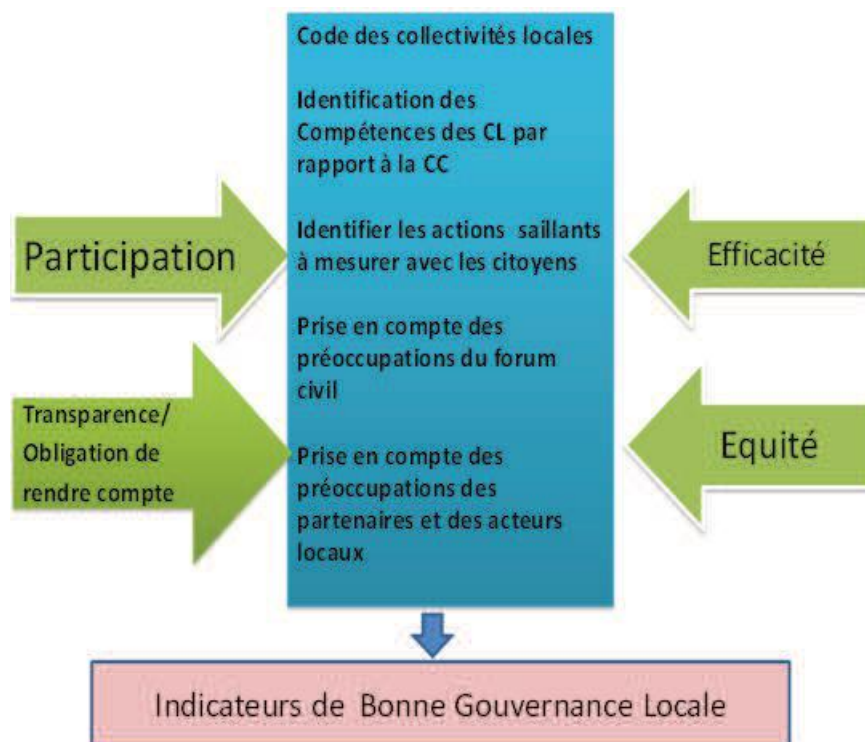 Code des collectivités locales
Identification des
Compétences des CL par
rapport à la CC
Identifier les actions saillants
à mesurer avec les citoyens
Prise en compte des
préoccupations du forum
civil
Prise en compte des
préoccupations des
partenaires et des acteurs
locaux
Participation
Transparence/
Obligation de
rendre compte
Efficacité
Equité
Indicateurs de Bonne Gouvernance Locale